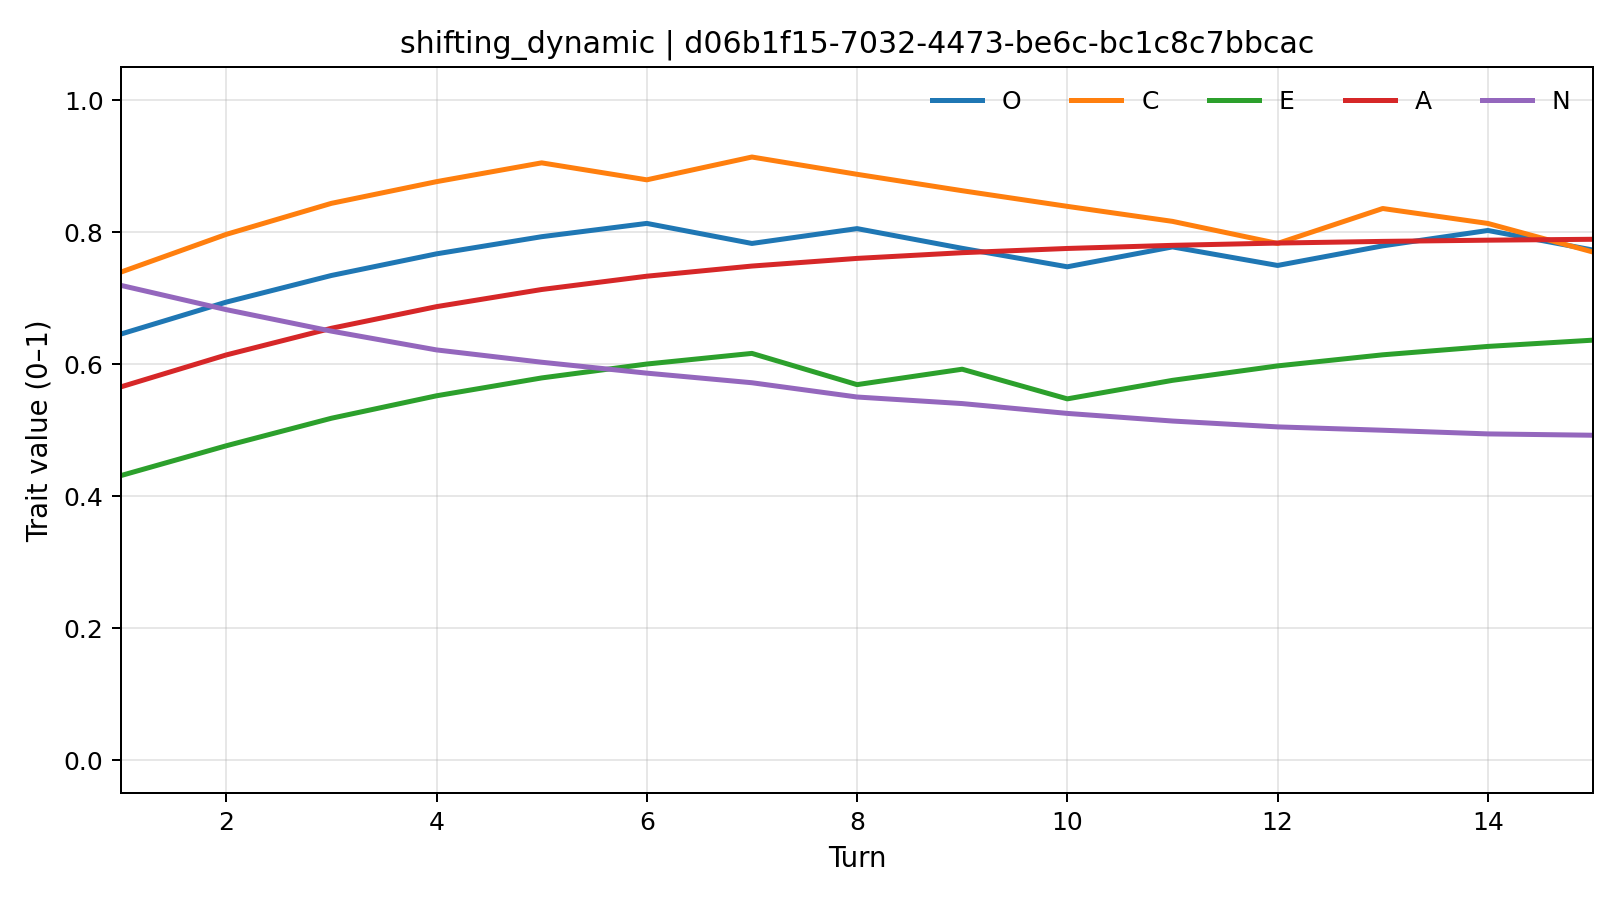 shifting_dynamic | d06b1f15-7032-4473-be6c-bc1c8c7bbcac
O C E A N
Trait value (0–1)
1.0
0.8
0.6
0.4
0.2
0.0
2 4 6 8 10 12 14
Turn